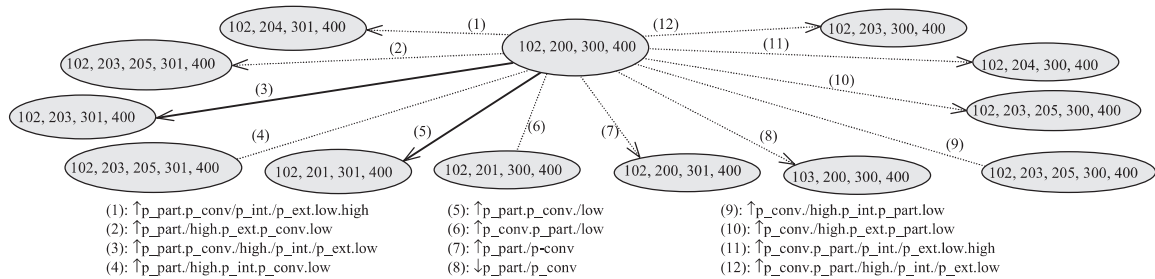 (1)
(12)
102, 204, 301, 400
102, 200, 300, 400
102, 203, 300, 400
(2)
(11)
102, 203, 205, 301, 400
102, 204, 300, 400
(3)
(10)
102, 203, 301, 400
102, 203, 205, 300, 400
(4)
(5)
(6)
(7)
(8)
(9)
102, 203, 205, 301, 400
102, 201, 301, 400
102, 201, 300, 400
102, 200, 301, 400
103, 200, 300, 400
102, 203, 205, 300, 400
(1): ↑p_part.p_conv/p_int./p_ext.low.high
(2): ↑p_part./high.p_ext.p_conv.low
(3): ↑p_part.p_conv./high./p_int./p_ext.low
(4): ↑p_part./high.p_int.p_conv.low
(5): ↑p_part.p_conv./low
(6): ↑p_conv.p_part./low
(7): ↑p_part./p-conv
(8): ↓p_part./p_conv
(9): ↑p_conv./high.p_int.p_part.low
(10): ↑p_conv./high.p_ext.p_part.low
(11): ↑p_conv.p_part./p_int./p_ext.low.high
(12): ↑p_conv.p_part./high./p_int./p_ext.low